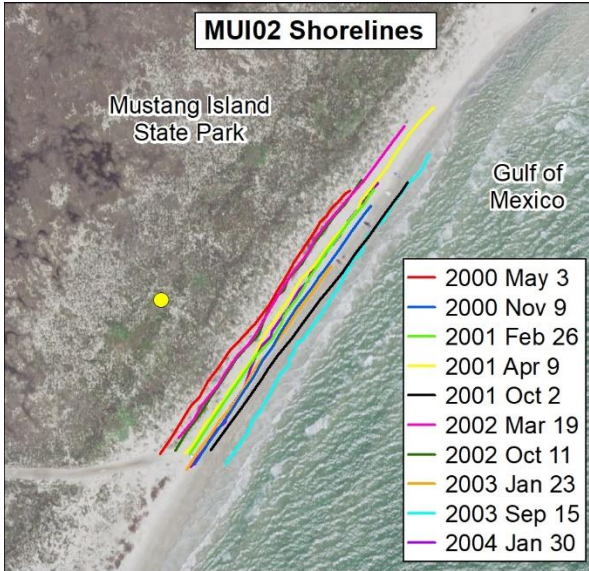 MUI02 Shorelines
Mustang Island
State Park
Gulf of
Mexico
2000 May 3
2000 Nov 9
2001 Feb 26
2001 Apr 9
2001 Oct 2
2002 Mar 19
2002 Oct 11
2003 Jan 23
2003 Sep 15
2004 Jan 30